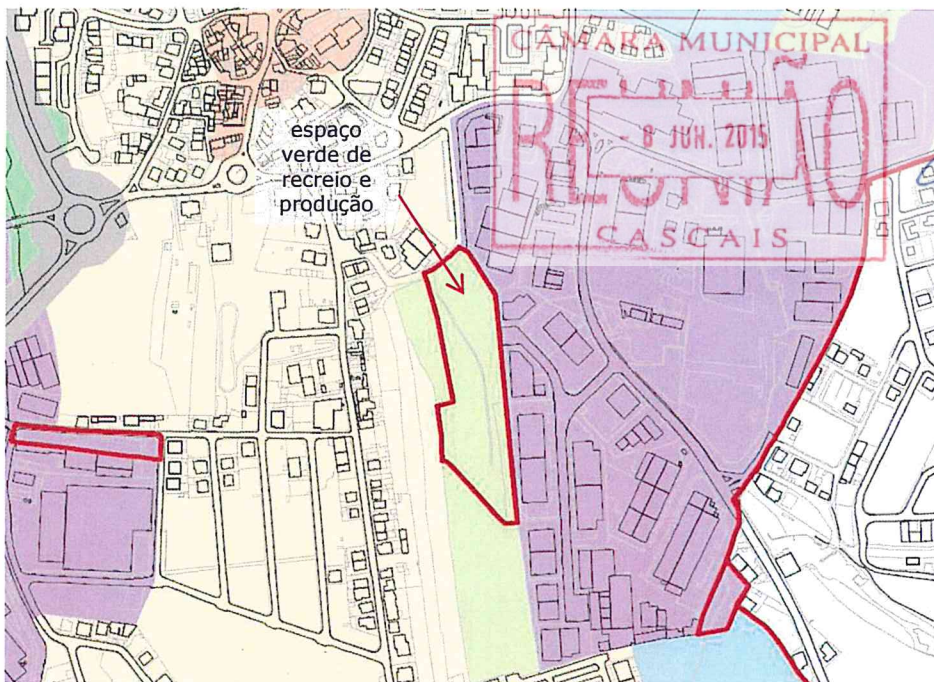 CÂMARA MUNICIPAL
REUNIÃO
- 8 JUN. 2015
CASCAIS
espaço
verde de
recreio e
produção